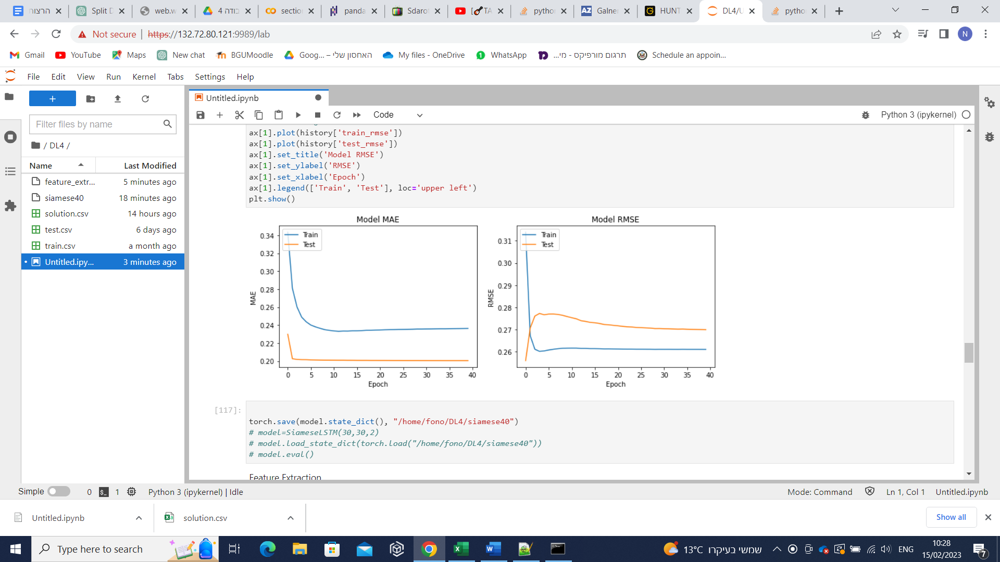 הרצוה
Split D
web.w
בודה 4
sectio
panda
Sdarot
[🎸TA
pytho
Galne
HUNT
DL4/U
pytho
Not secure
https://132.72.80.121:9989/lab
N
Gmail
YouTube
Maps
New chat
BGUMoodle
Goog... – האחסון שלי
My files - OneDrive
WhatsApp
תרגום מורפיקס - מי...
Schedule an appoin...
File Edit View Run Kernel Tabs Settings Help
+
Filter files by name
/ DL4 /
Name Last Modified
feature_extr... 5 minutes ago
siamese40 18 minutes ago
solution.csv 14 hours ago
test.csv 6 days ago
train.csv a month ago
Untitled.ipy... 3 minutes ago
Untitled.ipynb
Code
Python 3 (ipykernel)
ax[1].plot(history['train_rmse'])
ax[1].plot(history['test_rmse'])
ax[1].set_title('Model RMSE')
ax[1].set_ylabel('RMSE')
ax[1].set_xlabel('Epoch')
ax[1].legend(['Train', 'Test'], loc='upper left')
plt.show()
Model MAE
Train
Test
0.34
0.32
0.30
0.28
0.26
0.24
0.22
0.20
MAE
0 5 10 15 20 25 30 35 40
Epoch
Model RMSE
Train
Test
0.31
0.30
0.29
0.28
0.27
0.26
RMSE
0 5 10 15 20 25 30 35 40
Epoch
[117]:
torch.save(model.state_dict(), "/home/fono/DL4/siamese40")
# model=SiameseLSTM(30,30,2)
# model.load_state_dict(torch.load("/home/fono/DL4/siamese40"))
# model.eval()
Feature Extraction
Simple 0 $_ 1 Python 3 (ipykernel) | Idle
Mode: Command Ln 1, Col 1 Untitled.ipynb
Untitled.ipynb
solution.csv
Show all
Type here to search
13°C שמשי בעיקרו
ENG
10:28
15/02/2023
7